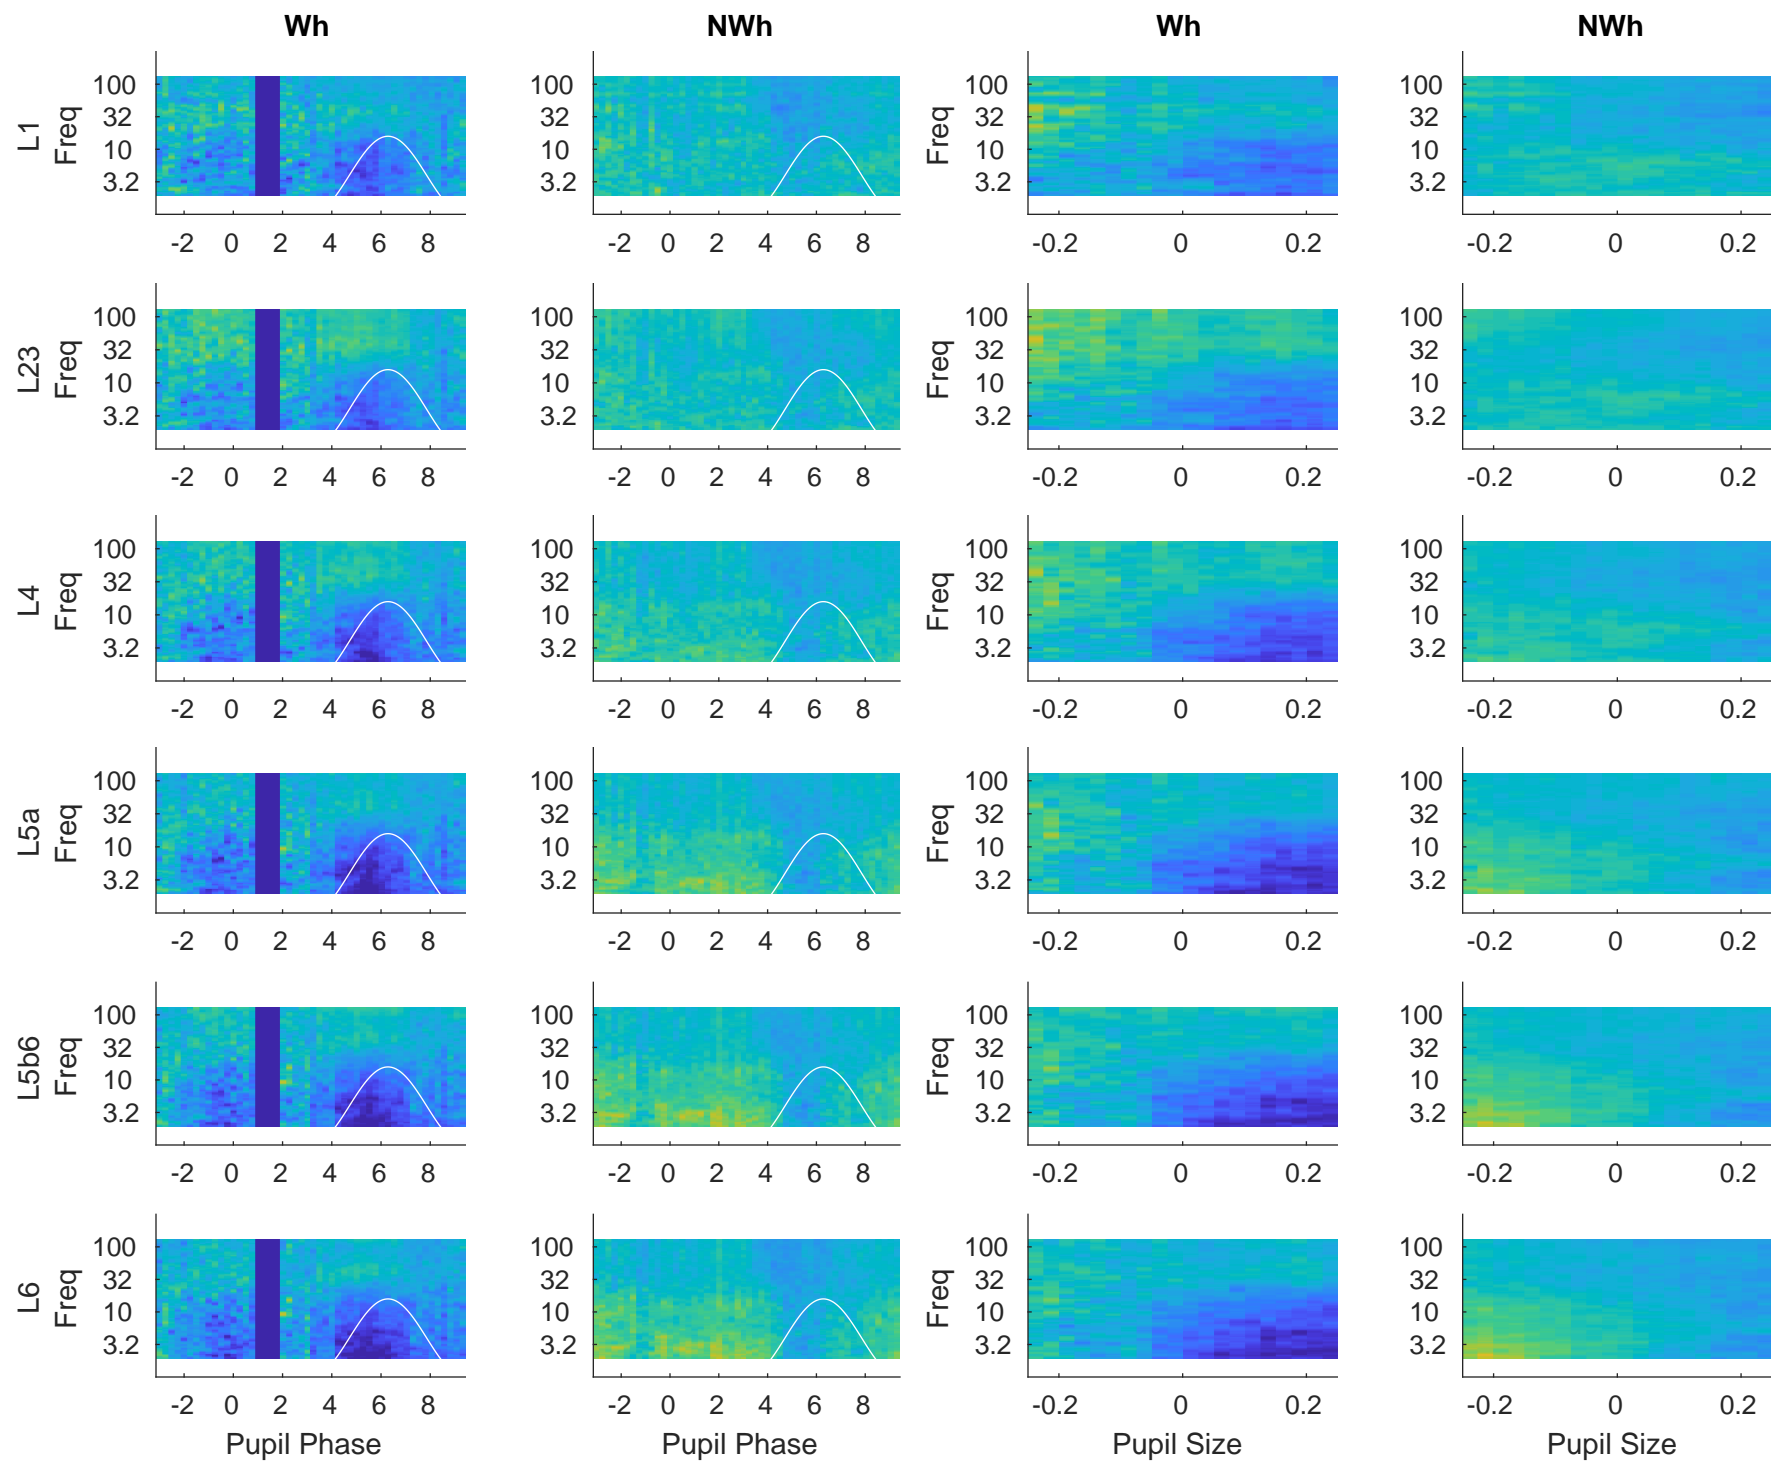 Wh NWh Wh NWh
L1
Freq 100 32 10 3.2 100 32 10 3.2 Freq 100 32 10 3.2 100 32 10 3.2
-2 0 2 4 6 8 -2 0 2 4 6 8 -0.2 0 0.2 -0.2 0 0.2
L23
Freq 100 32 10 3.2 100 32 10 3.2 Freq 100 32 10 3.2 100 32 10 3.2
-2 0 2 4 6 8 -2 0 2 4 6 8 -0.2 0 0.2 -0.2 0 0.2
L4
Freq 100 32 10 3.2 100 32 10 3.2 Freq 100 32 10 3.2 100 32 10 3.2
-2 0 2 4 6 8 -2 0 2 4 6 8 -0.2 0 0.2 -0.2 0 0.2
L5a
Freq 100 32 10 3.2 100 32 10 3.2 Freq 100 32 10 3.2 100 32 10 3.2
-2 0 2 4 6 8 -2 0 2 4 6 8 -0.2 0 0.2 -0.2 0 0.2
L5b6
Freq 100 32 10 3.2 100 32 10 3.2 Freq 100 32 10 3.2 100 32 10 3.2
-2 0 2 4 6 8 -2 0 2 4 6 8 -0.2 0 0.2 -0.2 0 0.2
L6
Freq 100 32 10 3.2 100 32 10 3.2 Freq 100 32 10 3.2 100 32 10 3.2
-2 0 2 4 6 8 -2 0 2 4 6 8 -0.2 0 0.2 -0.2 0 0.2
Pupil Phase Pupil Phase Pupil Size Pupil Size